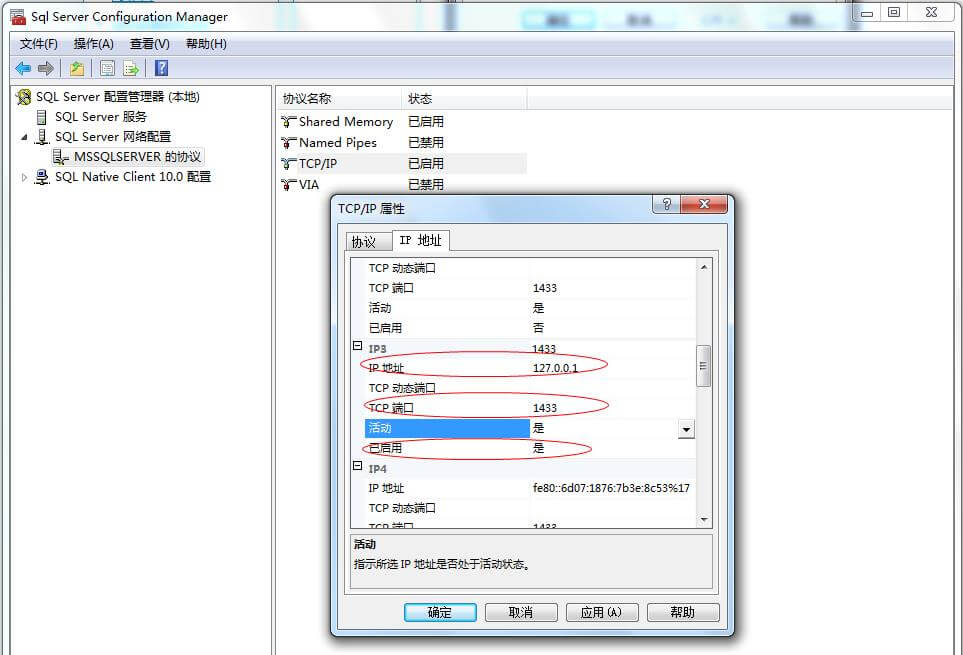 Sql Server Configuration Manager
文件(F) 操作(A) 查看(V) 帮助(H)
SQL Server 配置管理器 (本地)
SQL Server 服务
SQL Server 网络配置
MSSQLSERVER 的协议
SQL Native Client 10.0 配置
协议名称 状态
Shared Memory 已启用
Named Pipes 已禁用
TCP/IP 已启用
VIA 已禁用
TCP/IP 属性
协议 IP 地址
TCP 动态端口
TCP 端口 1433
活动 是
已启用 否
IP3 1433
IP 地址 127.0.0.1
TCP 动态端口
TCP 端口 1433
活动 是
已启用 是
IP4
IP 地址 fe80::6d07:1876:7b3e:8c53%17
TCP 动态端口
TCP 端口 1433
活动
指示所选 IP 地址是否处于活动状态。
确定 取消 应用(A) 帮助